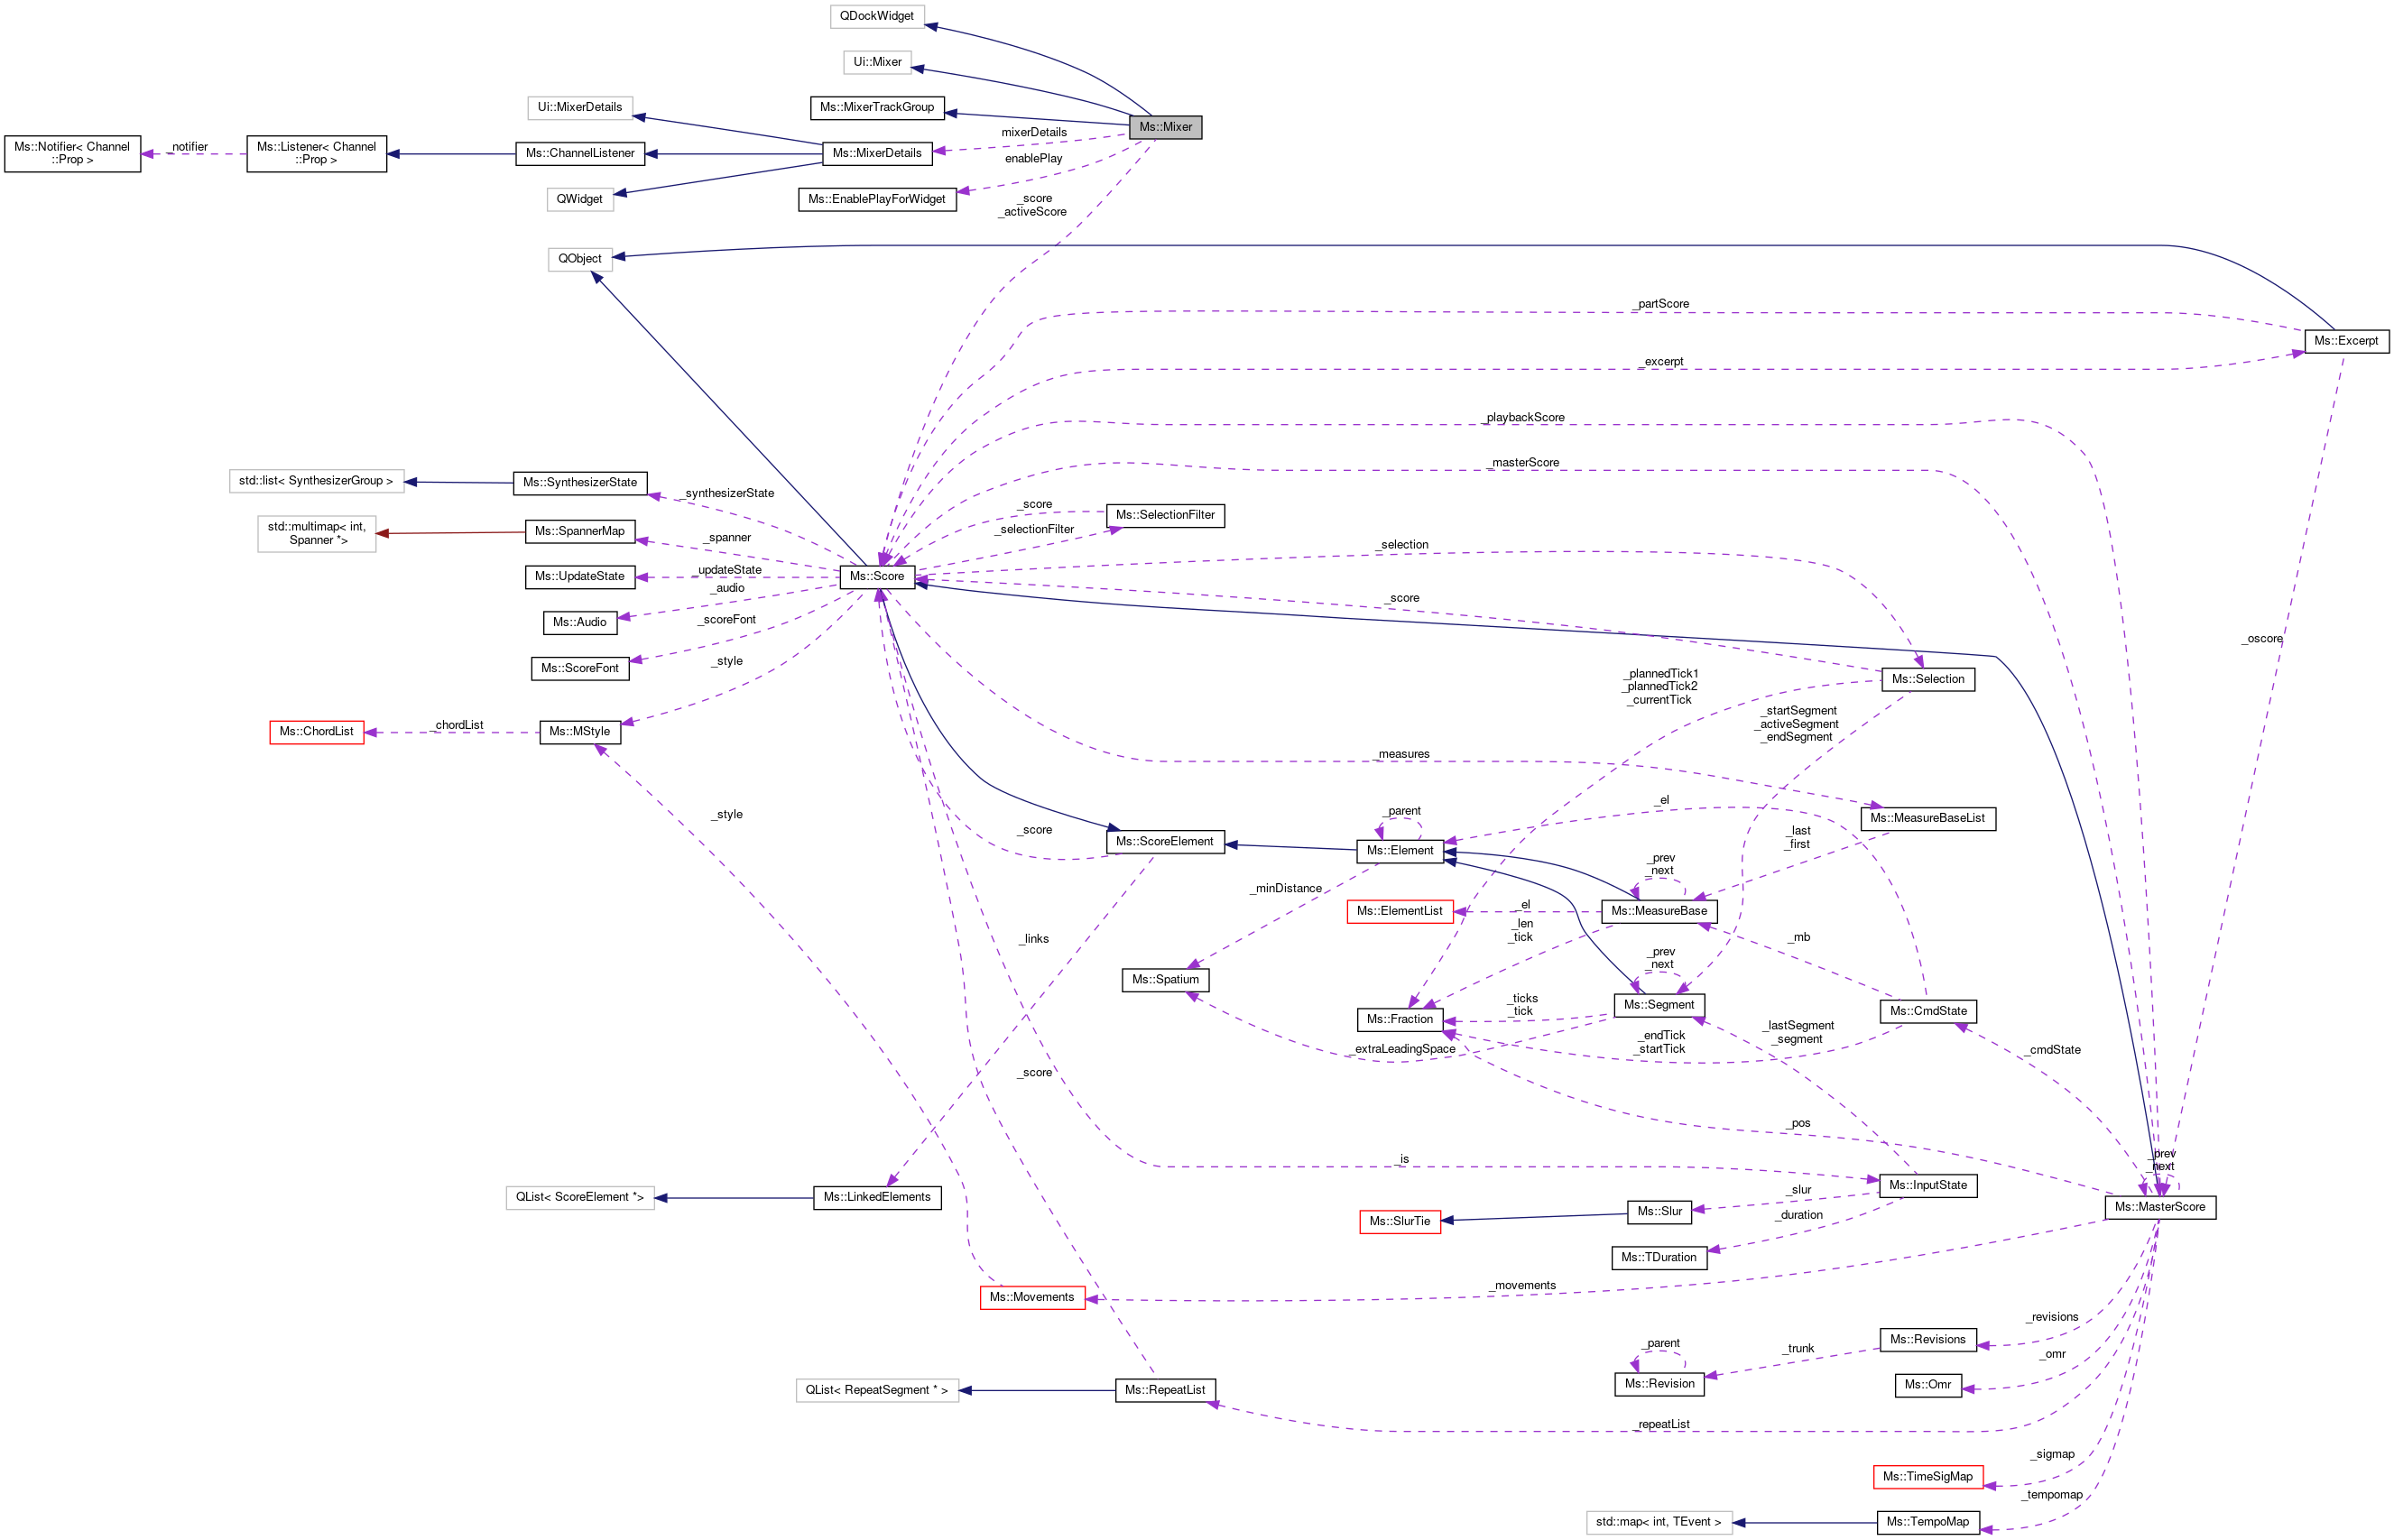 QDockWidget
Ui::Mixer
Ui::MixerDetails
Ms::MixerTrackGroup
Ms::Mixer
mixerDetails
Ms::Notifier< Channel
::Prop >
_notifier
Ms::Listener< Channel
::Prop >
Ms::ChannelListener
Ms::MixerDetails
enablePlay
QWidget
Ms::EnablePlayForWidget
_score
_activeScore
QObject
_partScore
Ms::Excerpt
_excerpt
_playbackScore
_masterScore
std::list< SynthesizerGroup >
Ms::SynthesizerState
_synthesizerState
_score
Ms::SelectionFilter
std::multimap< int,
Spanner *>
Ms::SpannerMap
_spanner
_selectionFilter
_selection
Ms::UpdateState
_updateState
Ms::Score
_audio
_score
Ms::Audio
_scoreFont
_oscore
Ms::ScoreFont
_style
_plannedTick1
_plannedTick2
_currentTick
Ms::Selection
_startSegment
_activeSegment
_endSegment
Ms::ChordList
_chordList
Ms::MStyle
_measures
_style
_el
Ms::MeasureBaseList
_score
Ms::ScoreElement
_parent
Ms::Element
_last
_first
_prev
_next
_minDistance
Ms::ElementList
_el
Ms::MeasureBase
_len
_tick
_links
_mb
_prev
_next
Ms::Spatium
Ms::Segment
Ms::Fraction
_ticks
_tick
Ms::CmdState
_extraLeadingSpace
_endTick
_startTick
_lastSegment
_segment
_cmdState
_score
_pos
_is
_prev
_next
QList< ScoreElement *>
Ms::LinkedElements
_slur
Ms::InputState
Ms::SlurTie
Ms::Slur
_duration
Ms::MasterScore
Ms::TDuration
Ms::Movements
_movements
_revisions
_parent
_trunk
Ms::Revisions
_omr
QList< RepeatSegment * >
Ms::RepeatList
Ms::Revision
Ms::Omr
_repeatList
_sigmap
Ms::TimeSigMap
_tempomap
std::map< int, TEvent >
Ms::TempoMap